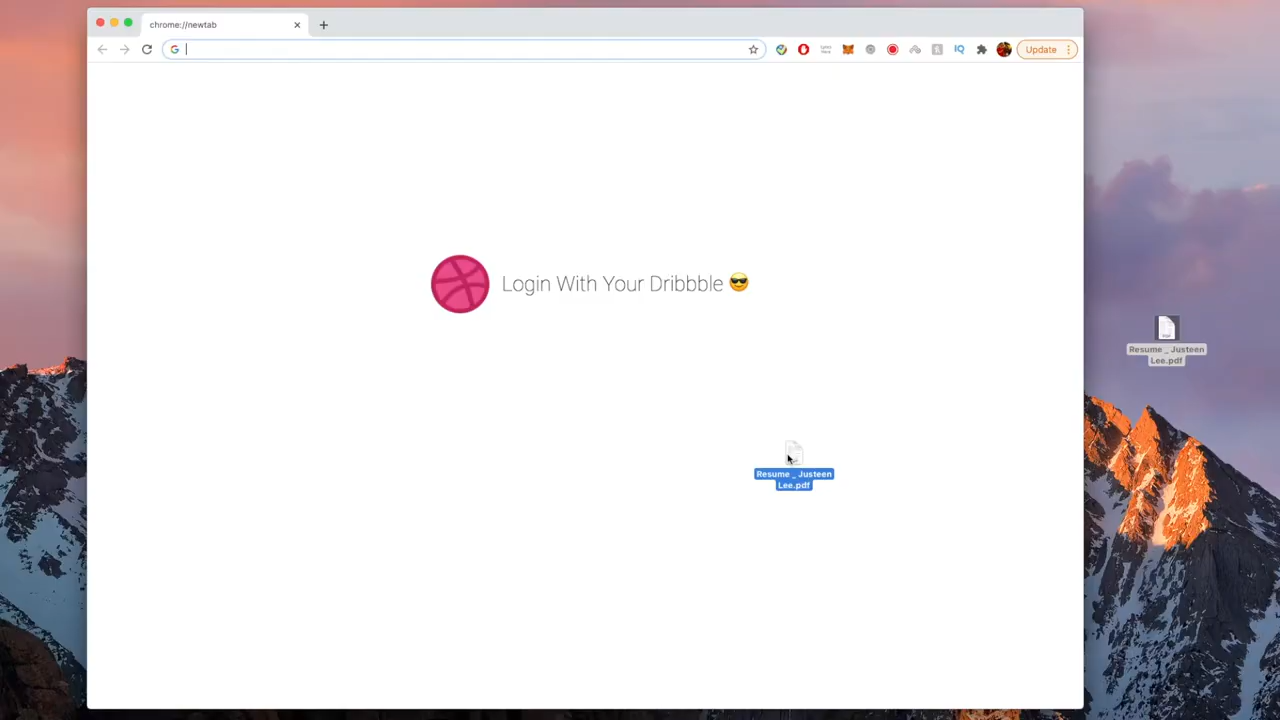 chrome://newtab
Update
Login With Your Dribbble 😎
Resume _ Justeen
Lee.pdf
Resume _ Justeen
Lee.pdf